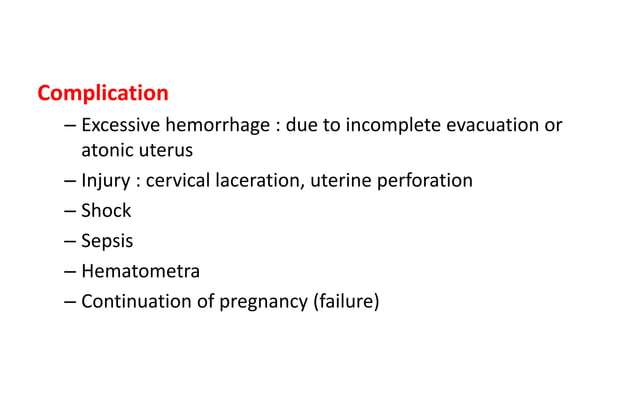 Complication
– Excessive hemorrhage : due to incomplete evacuation or
atonic uterus
– Injury : cervical laceration, uterine perforation
– Shock
– Sepsis
– Hematometra
– Continuation of pregnancy (failure)